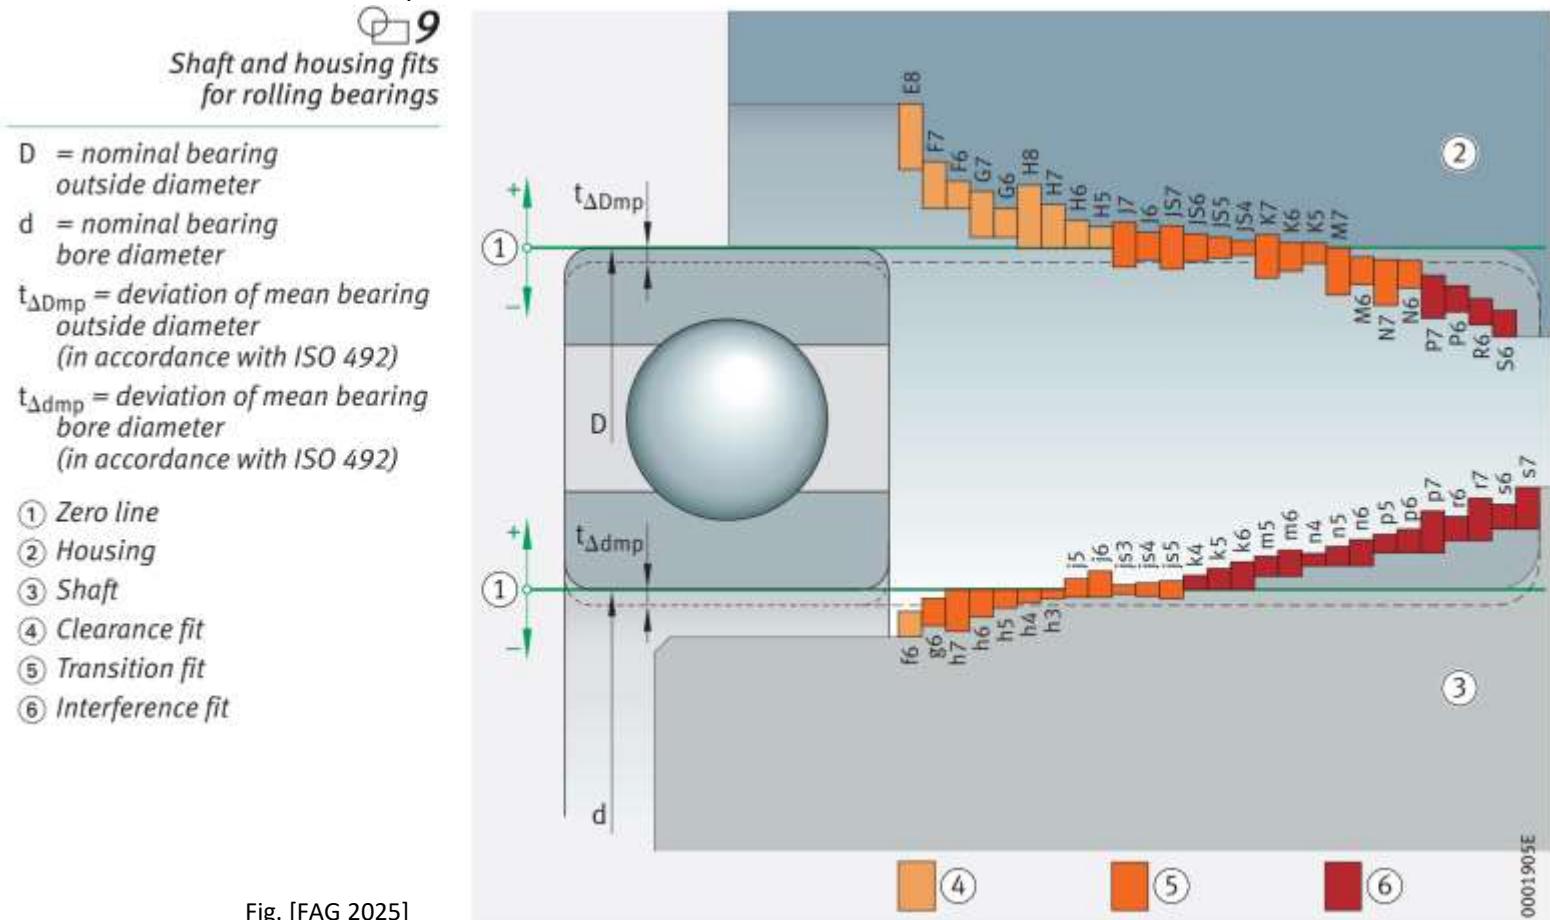 9
Shaft and housing fits
for rolling bearings
D = nominal bearing
outside diameter
d = nominal bearing
bore diameter
tΔDmp = deviation of mean bearing
outside diameter
(in accordance with ISO 492)
tΔdmp = deviation of mean bearing
bore diameter
(in accordance with ISO 492)
① Zero line
② Housing
③ Shaft
④ Clearance fit
⑤ Transition fit
⑥ Interference fit
Fig. [FAG 2025]
E8
F7
F6
G7
G6
H8
H7
H6
H5
J7
J6
JS7
JS6
JS5
JS4
K7
K6
K5
M7
M6
N7
N6
P7
P6
R6
S6
②
+
tΔDmp
①
−
D
+
tΔdmp
①
−
f6
g6
h7
h6
h5
h4
h3
j5
j6
js3
js4
js5
k4
k5
k6
m5
m6
n4
n5
n6
p5
p6
p7
r6
r7
s6
s7
③
d
④
⑤
⑥
0001905E